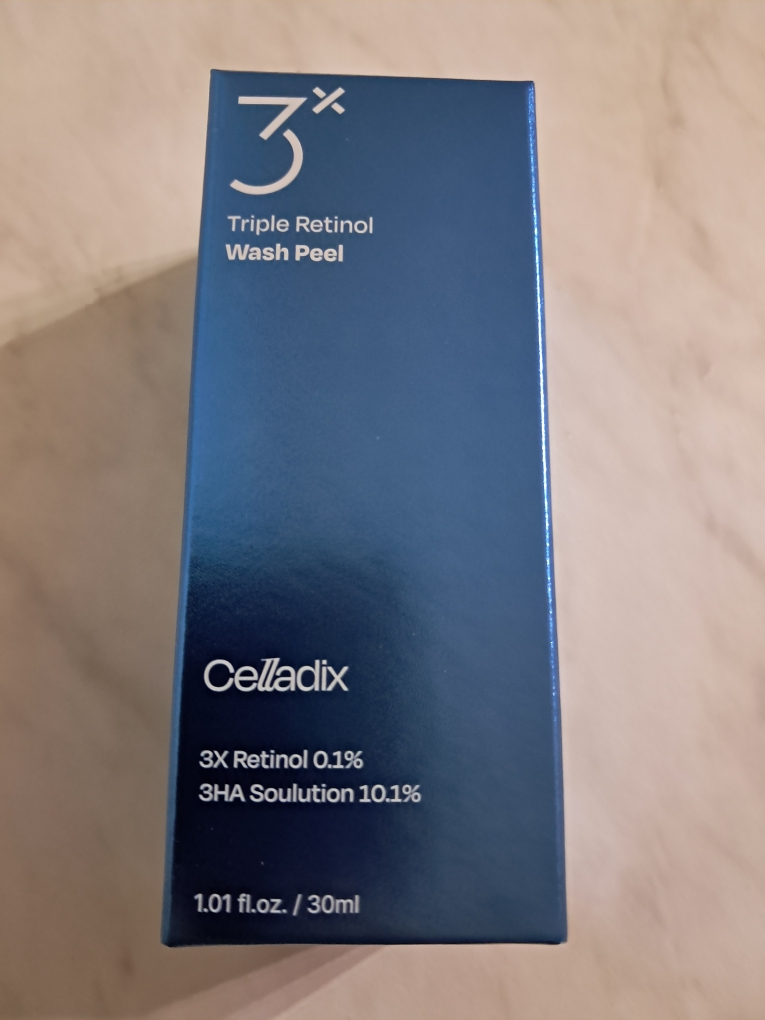 3x
Triple Retinol
Wash Peel
Celladix
3X Retinol 0.1%
3HA Soulution 10.1%
1.01 fl.oz. / 30ml